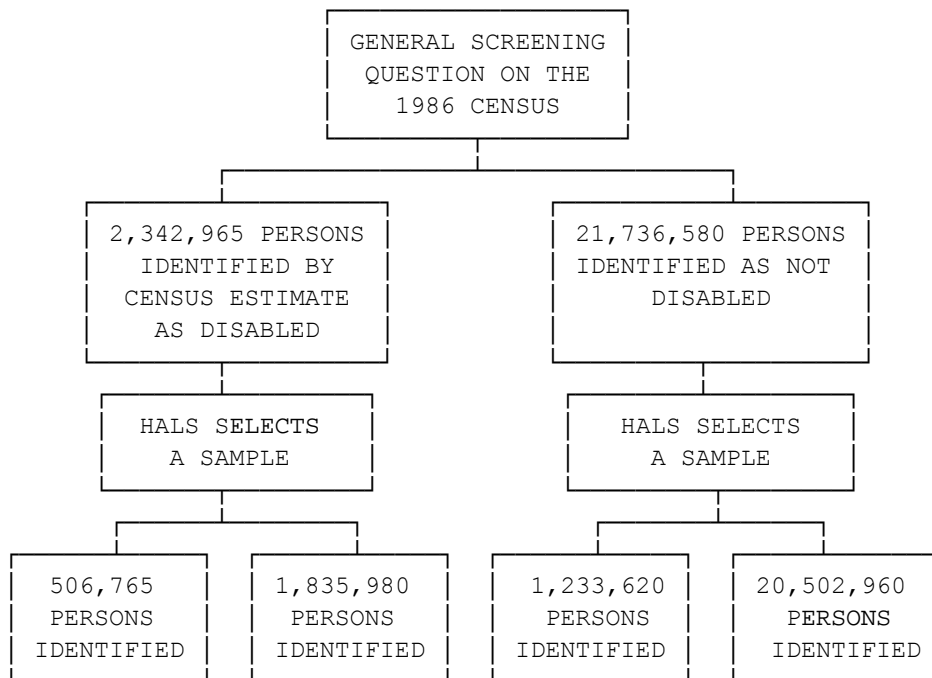 GENERAL SCREENING
QUESTION ON THE
1986 CENSUS
2,342,965 PERSONS
IDENTIFIED BY
CENSUS ESTIMATE
AS DISABLED
21,736,580 PERSONS
IDENTIFIED AS NOT
DISABLED
HALS SELECTS
A SAMPLE
HALS SELECTS
A SAMPLE
506,765
PERSONS
IDENTIFIED
1,835,980
PERSONS
IDENTIFIED
1,233,620
PERSONS
IDENTIFIED
20,502,960
PERSONS
IDENTIFIED